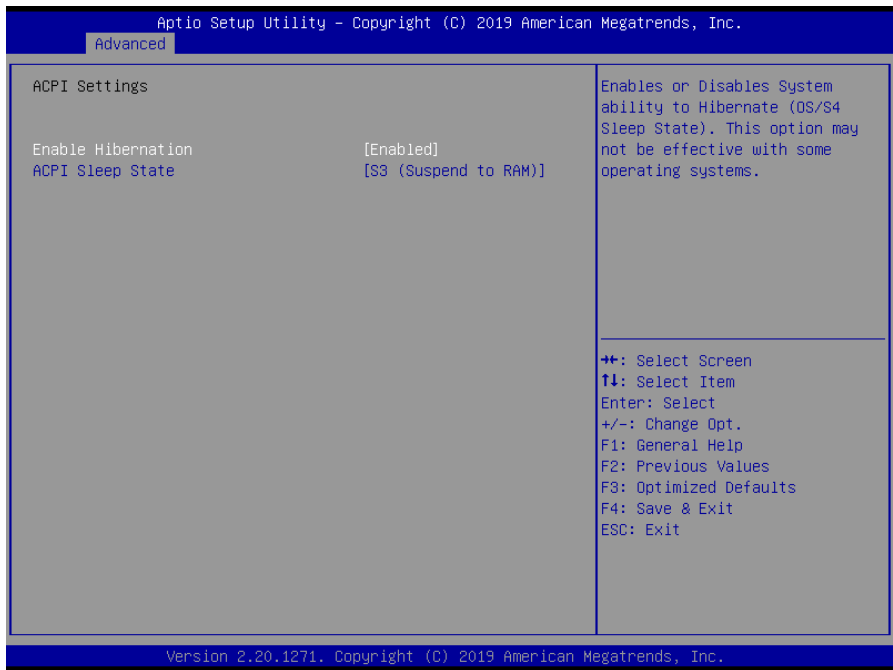 Aptio Setup Utility – Copyright (C) 2019 American Megatrends, Inc.
Advanced
ACPI Settings
Enable Hibernation [Enabled]
ACPI Sleep State [S3 (Suspend to RAM)]
Enables or Disables System
ability to Hibernate (OS/S4
Sleep State). This option may
not be effective with some
operating systems.
→←: Select Screen
↑↓: Select Item
Enter: Select
+/-: Change Opt.
F1: General Help
F2: Previous Values
F3: Optimized Defaults
F4: Save & Exit
ESC: Exit
Version 2.20.1271. Copyright (C) 2019 American Megatrends, Inc.